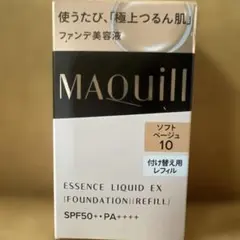 使うたび、「極上つるん肌」
ファンデ美容液
MAQuill
ソフト
ベージュ
10
付け替え用
レフィル
ESSENCE LIQUID EX
(FOUNDATION)(REFILL)
SPF50++PA++++